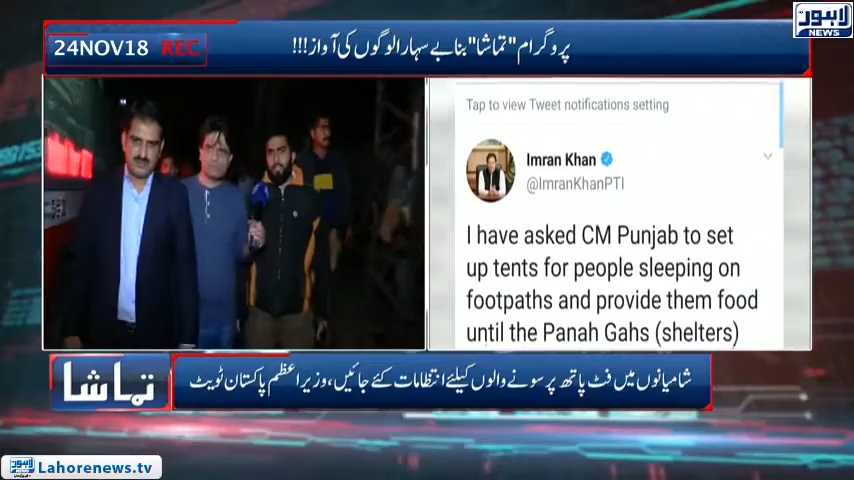 لاہور
NEWS
24NOV18 REC
پروگرام "تماشا" بنا بے سہارا لوگوں کی آواز!!!
Tap to view Tweet notifications setting
Imran Khan
@ImranKhanPTI
I have asked CM Punjab to set
up tents for people sleeping on
footpaths and provide them food
until the Panah Gahs (shelters)
تماشا
شامیانوں میں فٹ پاتھ پر سونے والوں کیلئے انتظامات کئے جائیں، وزیراعظم پاکستان ٹویٹ
لاہور
Lahorenews.tv